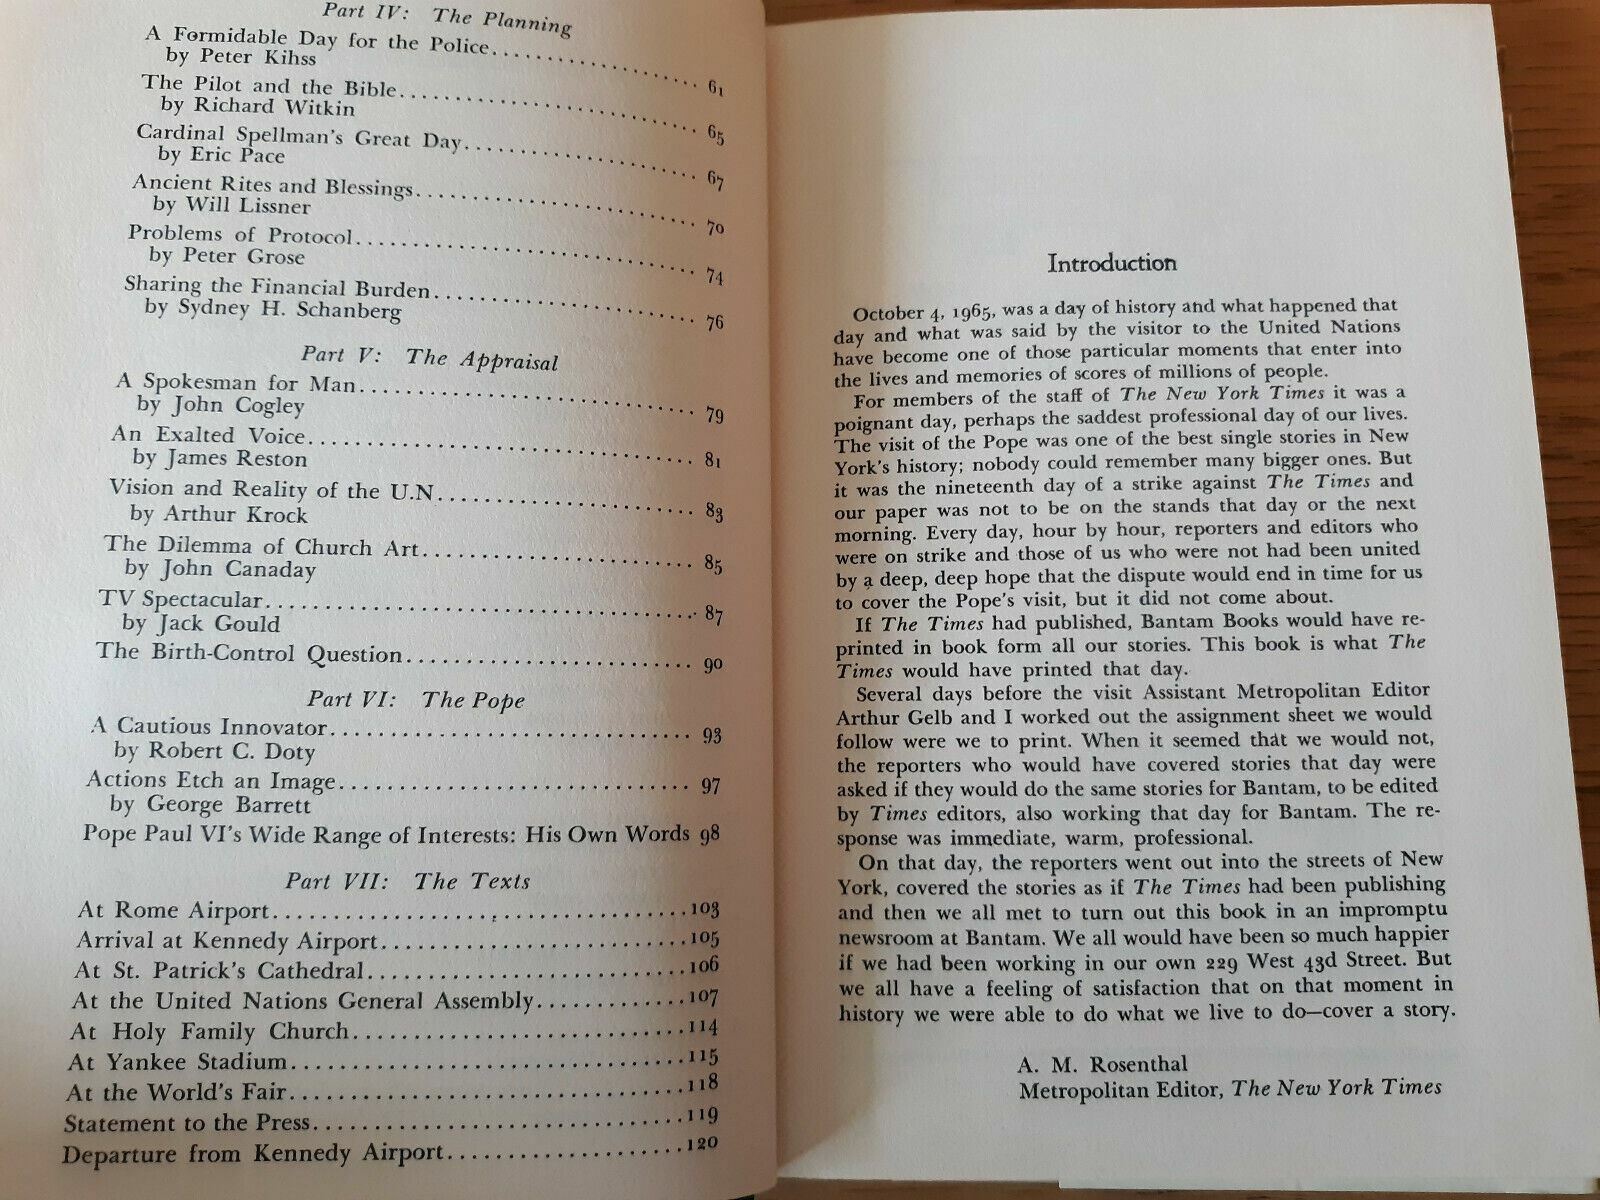 Part IV: The Planning
A Formidable Day for the Police.................... 61
by Peter Kihss
The Pilot and the Bible.............................. 65
by Richard Witkin
Cardinal Spellman's Great Day...................... 67
by Eric Pace
Ancient Rites and Blessings......................... 70
by Will Lissner
Problems of Protocol................................. 74
by Peter Grose
Sharing the Financial Burden....................... 76
by Sydney H. Schanberg
Part V: The Appraisal
A Spokesman for Man................................ 79
by John Cogley
An Exalted Voice..................................... 81
by James Reston
Vision and Reality of the U.N....................... 83
by Arthur Krock
The Dilemma of Church Art......................... 85
by John Canaday
TV Spectacular....................................... 87
by Jack Gould
The Birth-Control Question......................... 90
Part VI: The Pope
A Cautious Innovator................................ 93
by Robert C. Doty
Actions Etch an Image............................... 97
by George Barrett
Pope Paul VI's Wide Range of Interests: His Own Words 98
Part VII: The Texts
At Rome Airport.....................................103
Arrival at Kennedy Airport..........................105
At St. Patrick's Cathedral...........................106
At the United Nations General Assembly.............107
At Holy Family Church..............................114
At Yankee Stadium...................................115
At the World's Fair..................................118
Statement to the Press...............................119
Departure from Kennedy Airport....................120
Introduction
October 4, 1965, was a day of history and what happened that
day and what was said by the visitor to the United Nations
have become one of those particular moments that enter into
the lives and memories of scores of millions of people.
For members of the staff of The New York Times it was a
poignant day, perhaps the saddest professional day of our lives.
The visit of the Pope was one of the best single stories in New
York's history; nobody could remember many bigger ones. But
it was the nineteenth day of a strike against The Times and
our paper was not to be on the stands that day or the next
morning. Every day, hour by hour, reporters and editors who
were on strike and those of us who were not had been united
by a deep, deep hope that the dispute would end in time for us
to cover the Pope's visit, but it did not come about.
If The Times had published, Bantam Books would have re-
printed in book form all our stories. This book is what The
Times would have printed that day.
Several days before the visit Assistant Metropolitan Editor
Arthur Gelb and I worked out the assignment sheet we would
follow were we to print. When it seemed that we would not,
the reporters who would have covered stories that day were
asked if they would do the same stories for Bantam, to be edited
by Times editors, also working that day for Bantam. The re-
sponse was immediate, warm, professional.
On that day, the reporters went out into the streets of New
York, covered the stories as if The Times had been publishing
and then we all met to turn out this book in an impromptu
newsroom at Bantam. We all would have been so much happier
if we had been working in our own 229 West 43d Street. But
we all have a feeling of satisfaction that on that moment in
history we were able to do what we live to do—cover a story.
A. M. Rosenthal
Metropolitan Editor, The New York Times